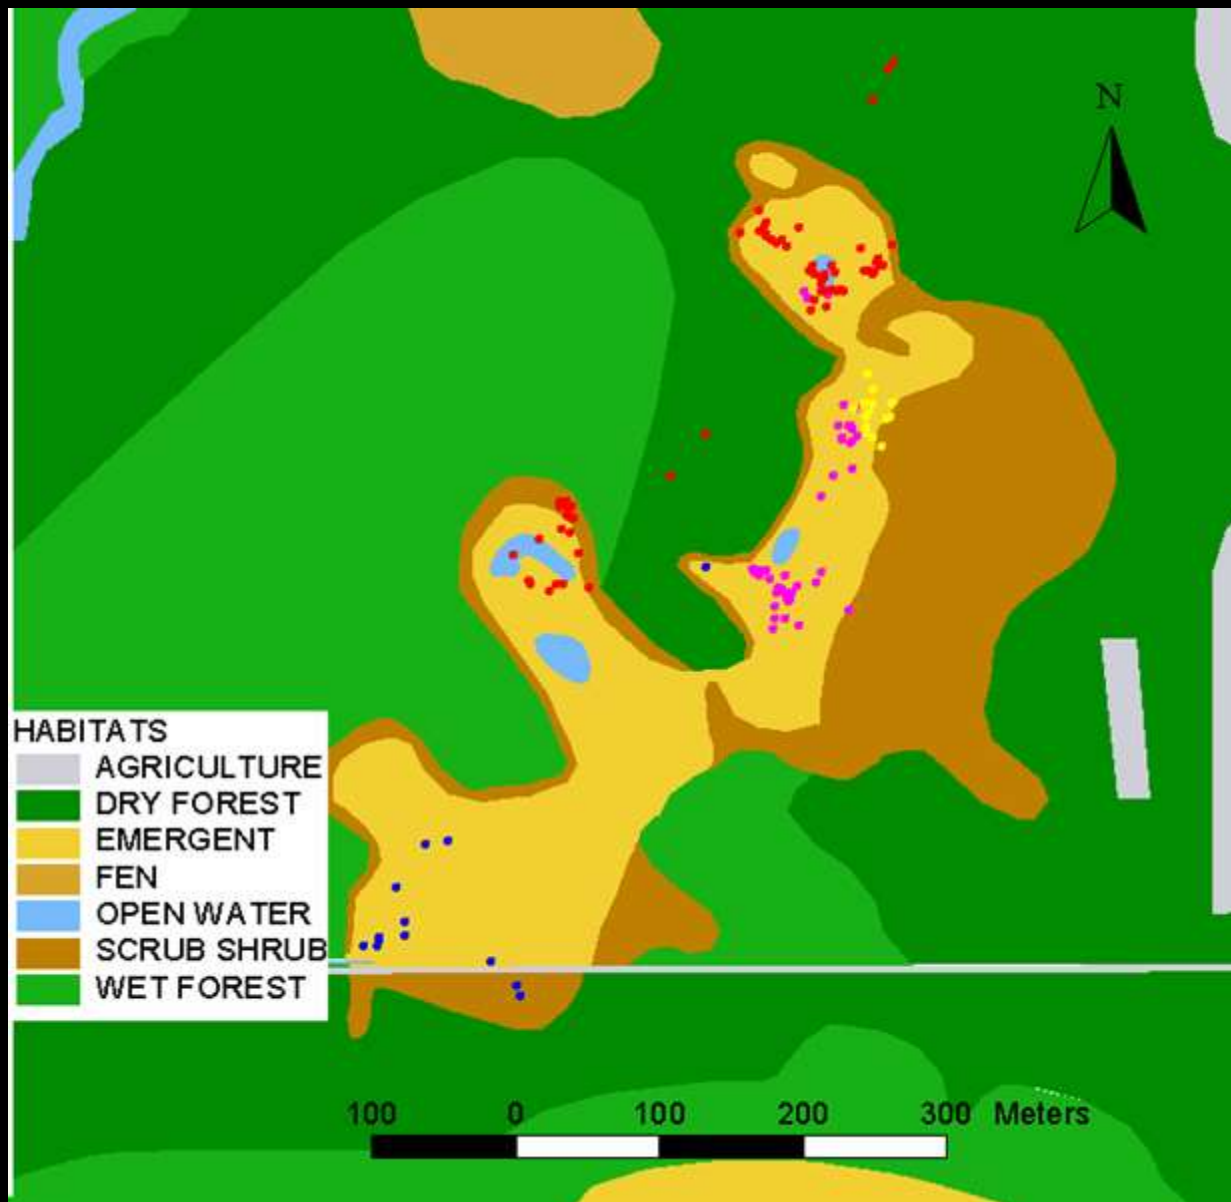 N
HABITATS
AGRICULTURE
DRY FOREST
EMERGENT
FEN
OPEN WATER
SCRUB SHRUB
WET FOREST
100 0 100 200 300 Meters